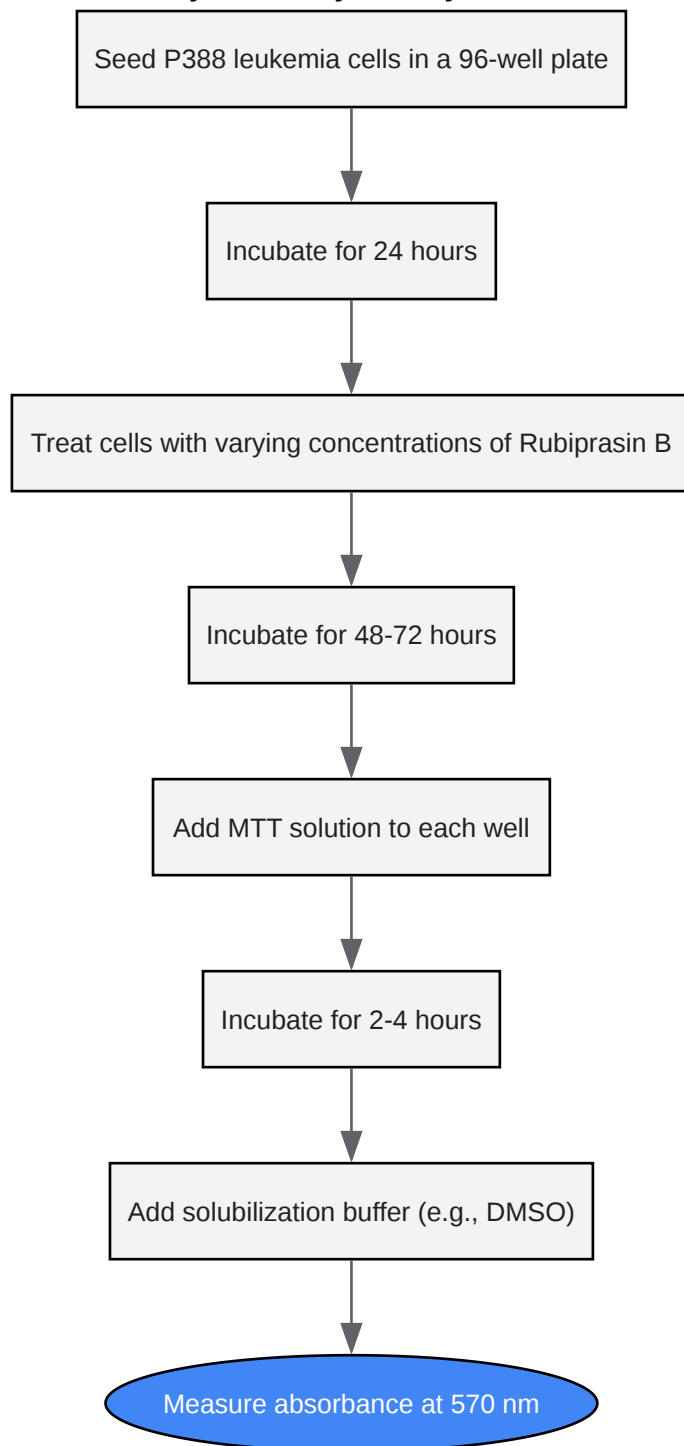 Seed P388 leukemia cells in a 96-well plate
Incubate for 24 hours
Treat cells with varying concentrations of Rubiprasin B
Incubate for 48-72 hours
Add MTT solution to each well
Incubate for 2-4 hours
Add solubilization buffer (e.g., DMSO)
Measure absorbance at 570 nm